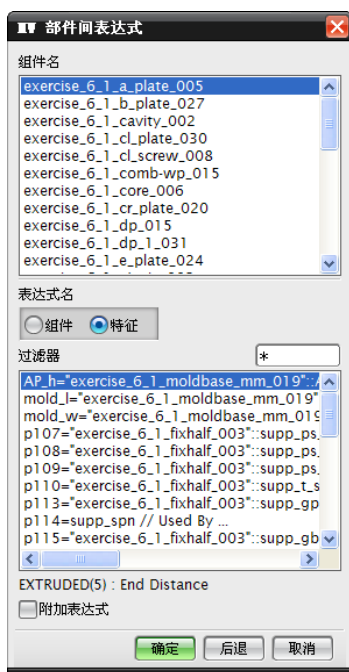 部件间表达式
组件名
exercise_6_1_a_plate_005
exercise_6_1_b_plate_027
exercise_6_1_cavity_002
exercise_6_1_cl_plate_030
exercise_6_1_cl_screw_008
exercise_6_1_comb-wp_015
exercise_6_1_core_006
exercise_6_1_cr_plate_020
exercise_6_1_dp_015
exercise_6_1_dp_1_031
exercise_6_1_e_plate_024
表达式名
组件 特征
过滤器 *
AP_h="exercise_6_1_moldbase_mm_019"::
mold_l="exercise_6_1_moldbase_mm_019"
mold_w="exercise_6_1_moldbase_mm_019
p107="exercise_6_1_fixhalf_003"::supp_ps_
p108="exercise_6_1_fixhalf_003"::supp_ps_
p109="exercise_6_1_fixhalf_003"::supp_ps_
p110="exercise_6_1_fixhalf_003"::supp_t_s
p113="exercise_6_1_fixhalf_003"::supp_gp
p114=supp_spn // Used By ...
p115="exercise_6_1_fixhalf_003"::supp_gb
EXTRUDED(5) : End Distance
附加表达式
确定 后退 取消